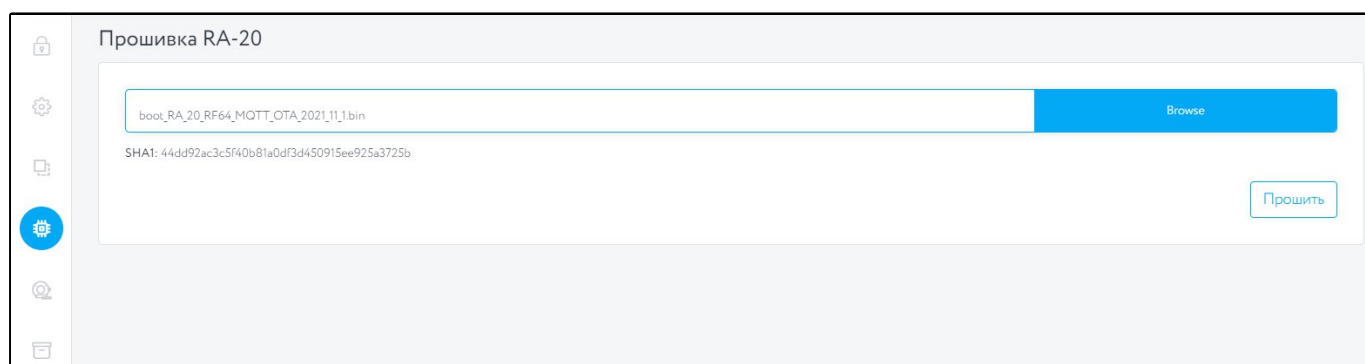 Прошивка RA-20
boot_RA_20_RF64_MQTT_OTA_2021_11_1.bin
Browse
SHA1: 44dd92ac3c5f40b81a0df3d450915ee925a3725b
Прошить